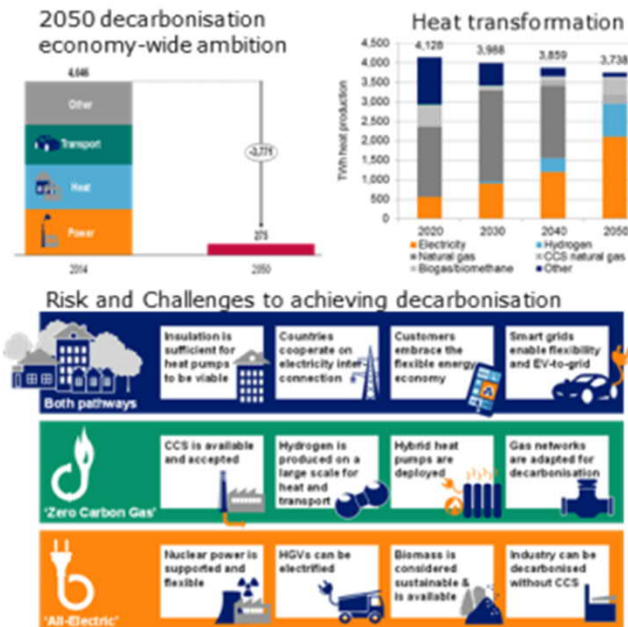 2050 decarbonisation
economy-wide ambition
4,046
Other
Transport
Heat
Power
2014
-3,771
275
2050
Heat transformation
TWh heat production
4,500
4,000
3,500
3,000
2,500
2,000
1,500
1,000
500
0
4,128
3,988
3,859
3,738
2020
2030
2040
2050
Electricity
Hydrogen
Natural gas
CCS natural gas
Biogas/biomethane
Other
Risk and Challenges to achieving decarbonisation
Both pathways
Insulation is
sufficient for
heat pumps
to be viable
Countries
cooperate on
electricity inter-
connection
Customers
embrace the
flexible energy
economy
Smart grids
enable flexibility
and EV-to-grid
'Zero Carbon Gas'
CCS is available
and accepted
Hydrogen is
produced on a
large scale for
heat and
transport
Hybrid heat
pumps are
deployed
Gas networks
are adapted for
decarbonisation
'All-Electric'
Nuclear power is
supported and
flexible
HGVs can be
electrified
Biomass is
considered
sustainable &
is available
Industry can be
decarbonised
without CCS